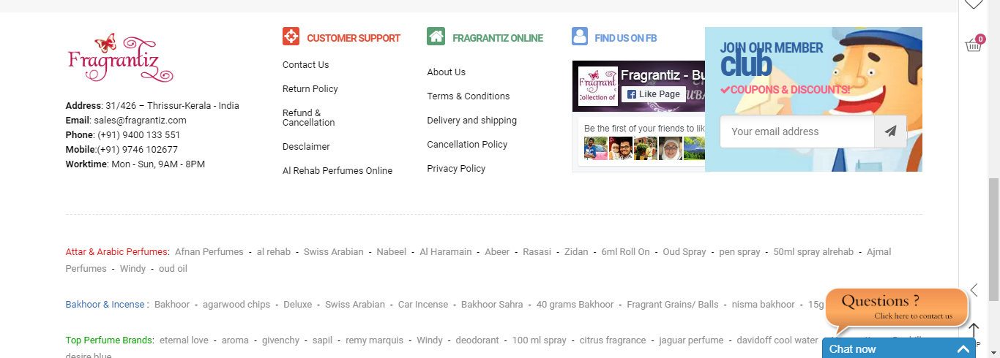 Fragrantiz
Address: 31/426 – Thrissur-Kerala - India
Email: sales@fragrantiz.com
Phone: (+91) 9400 133 551
Mobile:(+91) 9746 102677
Worktime: Mon - Sun, 9AM - 8PM
CUSTOMER SUPPORT
Contact Us
Return Policy
Refund &
Cancellation
Desclaimer
Al Rehab Perfumes Online
FRAGRANTIZ ONLINE
About Us
Terms & Conditions
Delivery and shipping
Cancellation Policy
Privacy Policy
FIND US ON FB
Fragrant
Collection of
Fragrantiz - Bu
Like Page
Be the first of your friends to lik
JOIN OUR MEMBER
club
COUPONS & DISCOUNTS!
Your email address
0
Attar & Arabic Perfumes: Afnan Perfumes - al rehab - Swiss Arabian - Nabeel - Al Haramain - Abeer - Rasasi - Zidan - 6ml Roll On - Oud Spray - pen spray - 50ml spray alrehab - Ajmal
Perfumes - Windy - oud oil
Bakhoor & Incense : Bakhoor - agarwood chips - Deluxe - Swiss Arabian - Car Incense - Bakhoor Sahra - 40 grams Bakhoor - Fragrant Grains/ Balls - nisma bakhoor - 15g
Top Perfume Brands: eternal love - aroma - givenchy - sapil - remy marquis - Windy - deodorant - 100 ml spray - citrus fragrance - jaguar perfume - davidoff cool water
desire blue
Questions ?
Click here to contact us
Chat now
P